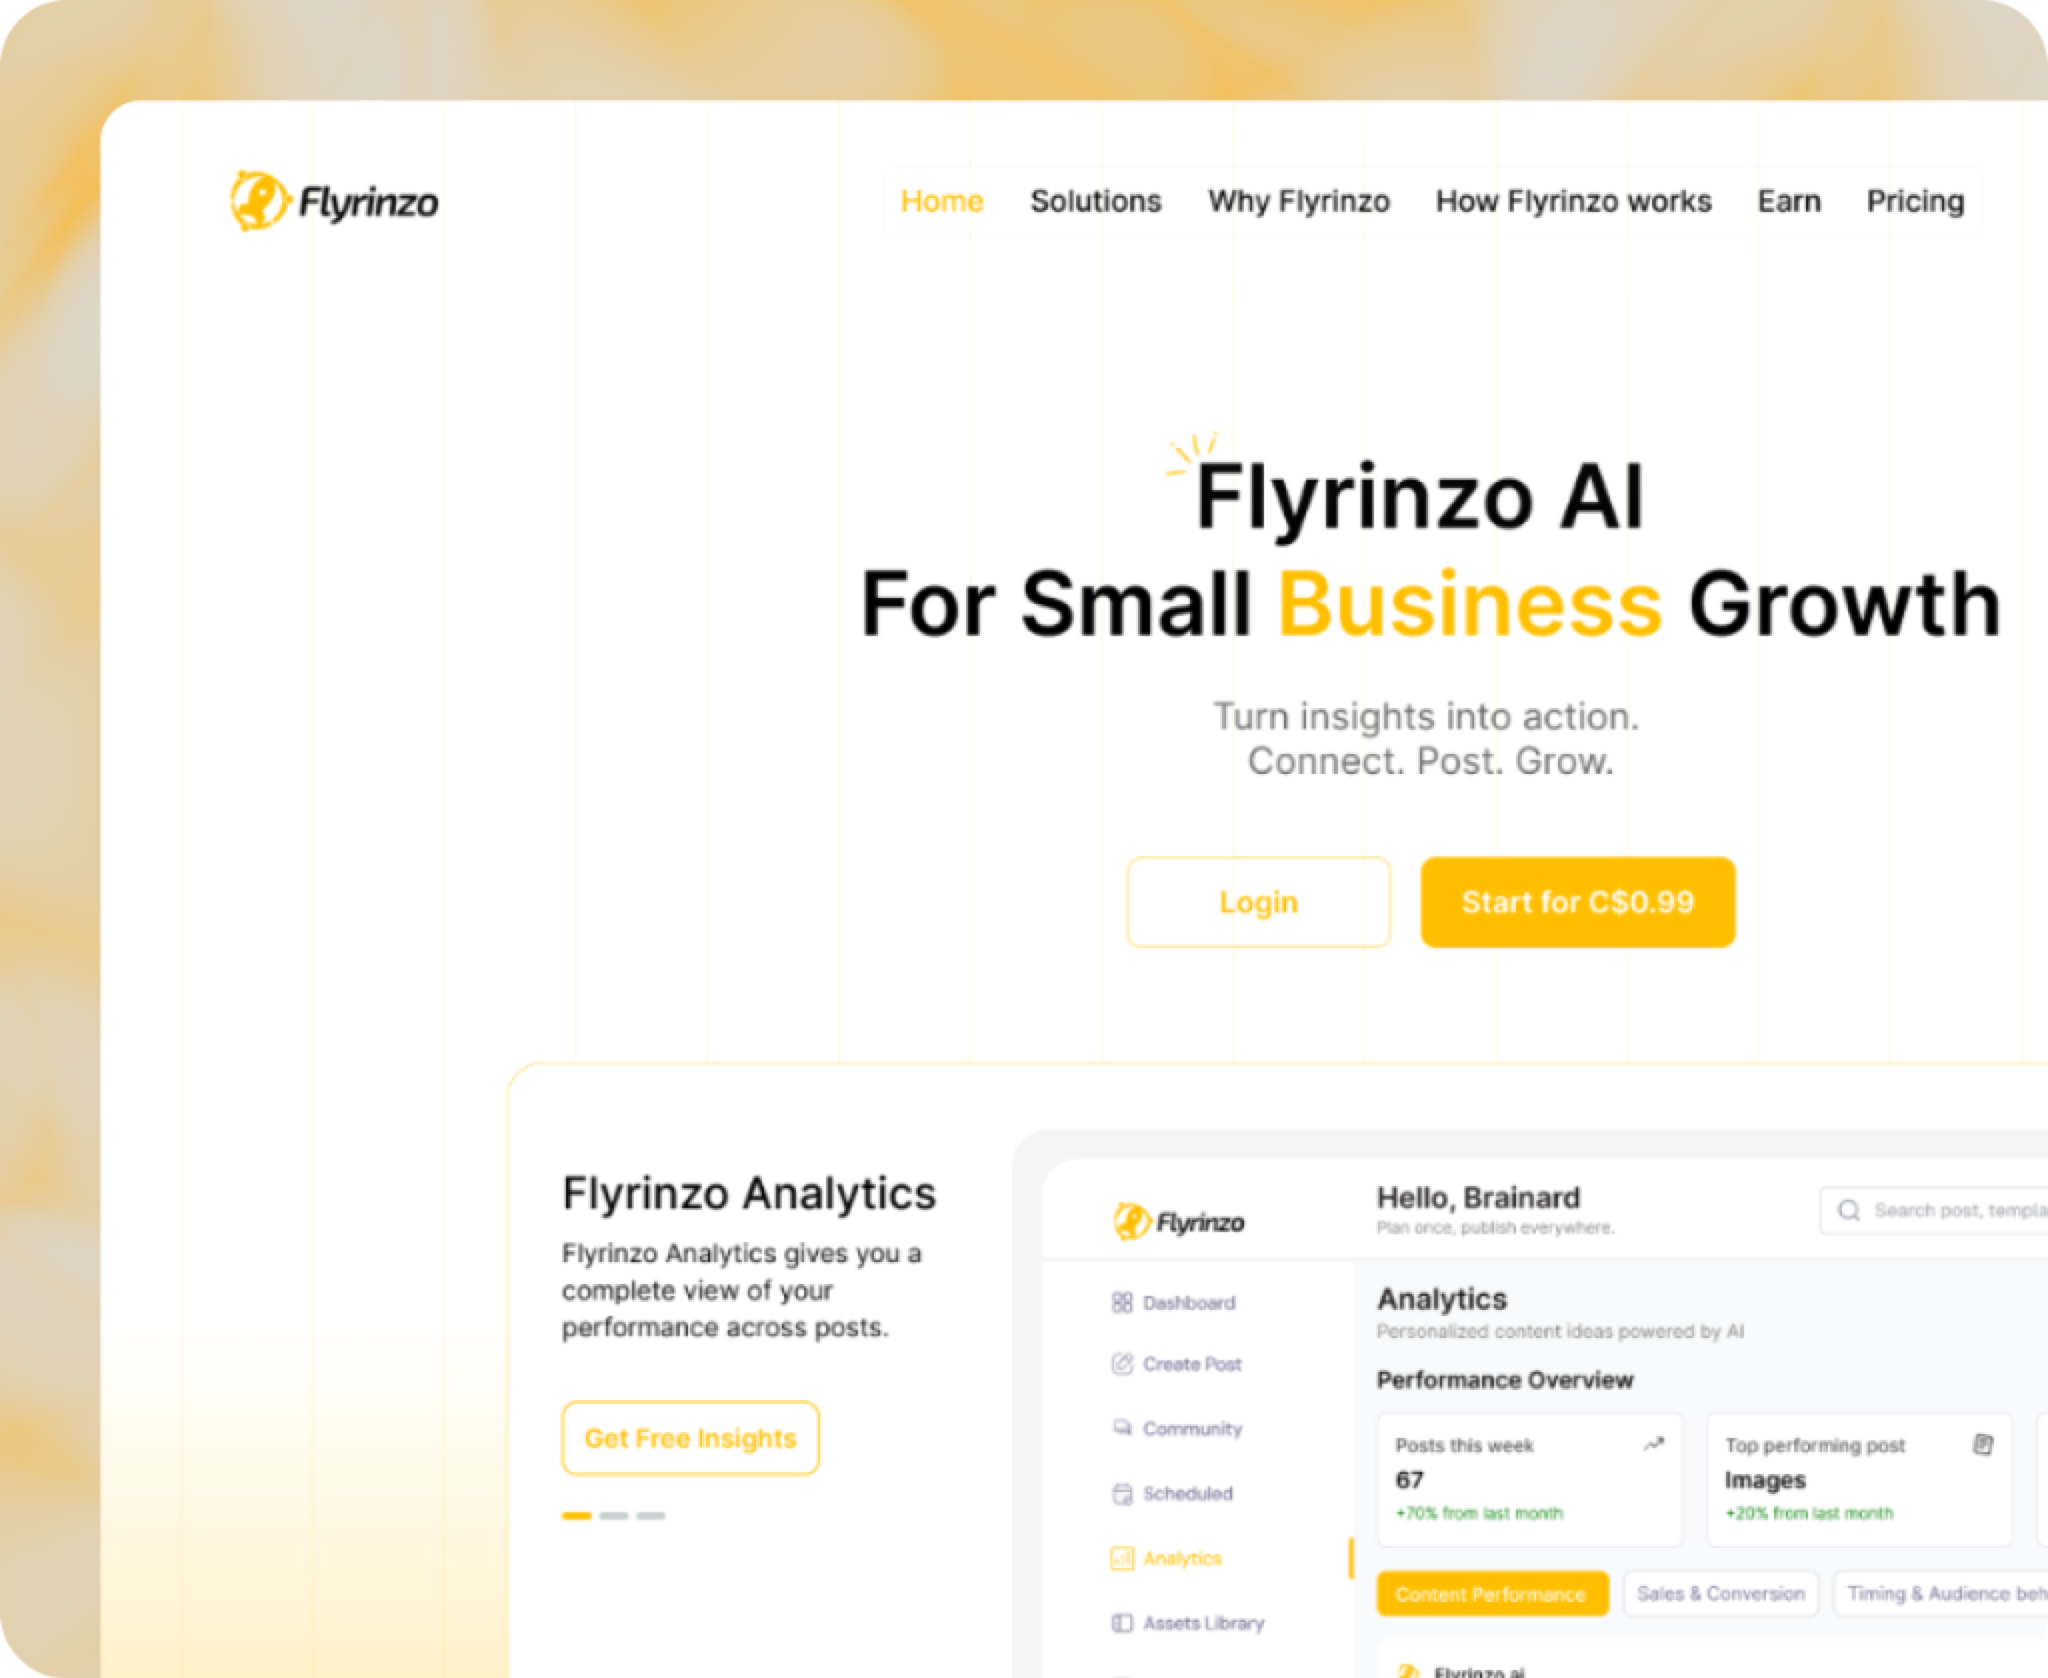 Flyrinzo
Home Solutions Why Flyrinzo How Flyrinzo works Earn Pricing
Flyrinzo AI
For Small Business Growth
Turn insights into action.
Connect. Post. Grow.
Login
Start for C$0.99
Flyrinzo Analytics
Flyrinzo Analytics gives you a
complete view of your
performance across posts.
Get Free Insights
Flyrinzo
Hello, Brainard
Plan once, publish everywhere.
Search post, templa
Dashboard
Create Post
Community
Scheduled
Analytics
Assets Library
Analytics
Personalized content ideas powered by AI
Performance Overview
Posts this week
67
+70% from last month
Top performing post
Images
+20% from last month
Content Performance
Sales & Conversion
Timing & Audience beh
Flyrinzo ai